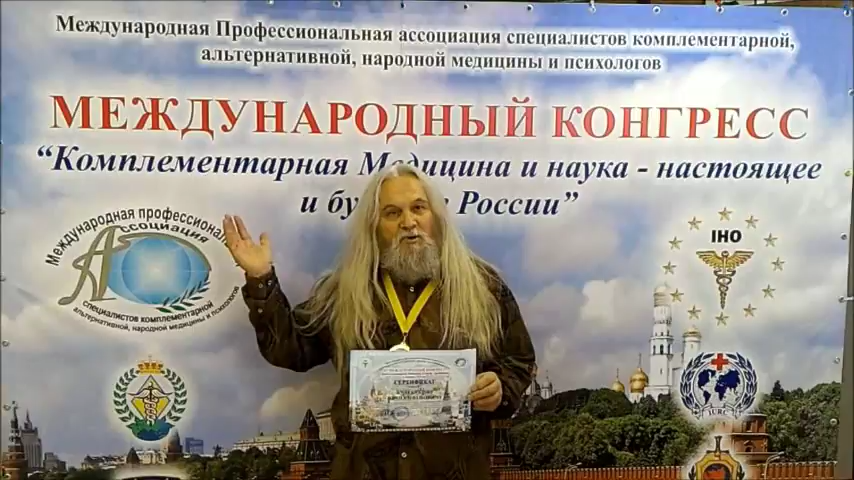 Международная Профессиональная ассоциация специалистов комплементарной,
альтернативной, народной медицины и психологов
МЕЖДУНАРОДНЫЙ КОНГРЕСС
“Комплементарная Медицина и наука - настоящее
и бу е России”
Международная профессиональ
ассоциация
специалистов комплементарной,
альтернативной, народной медицины и психологов
IHO
IURC
СЕРТИФИКАТ